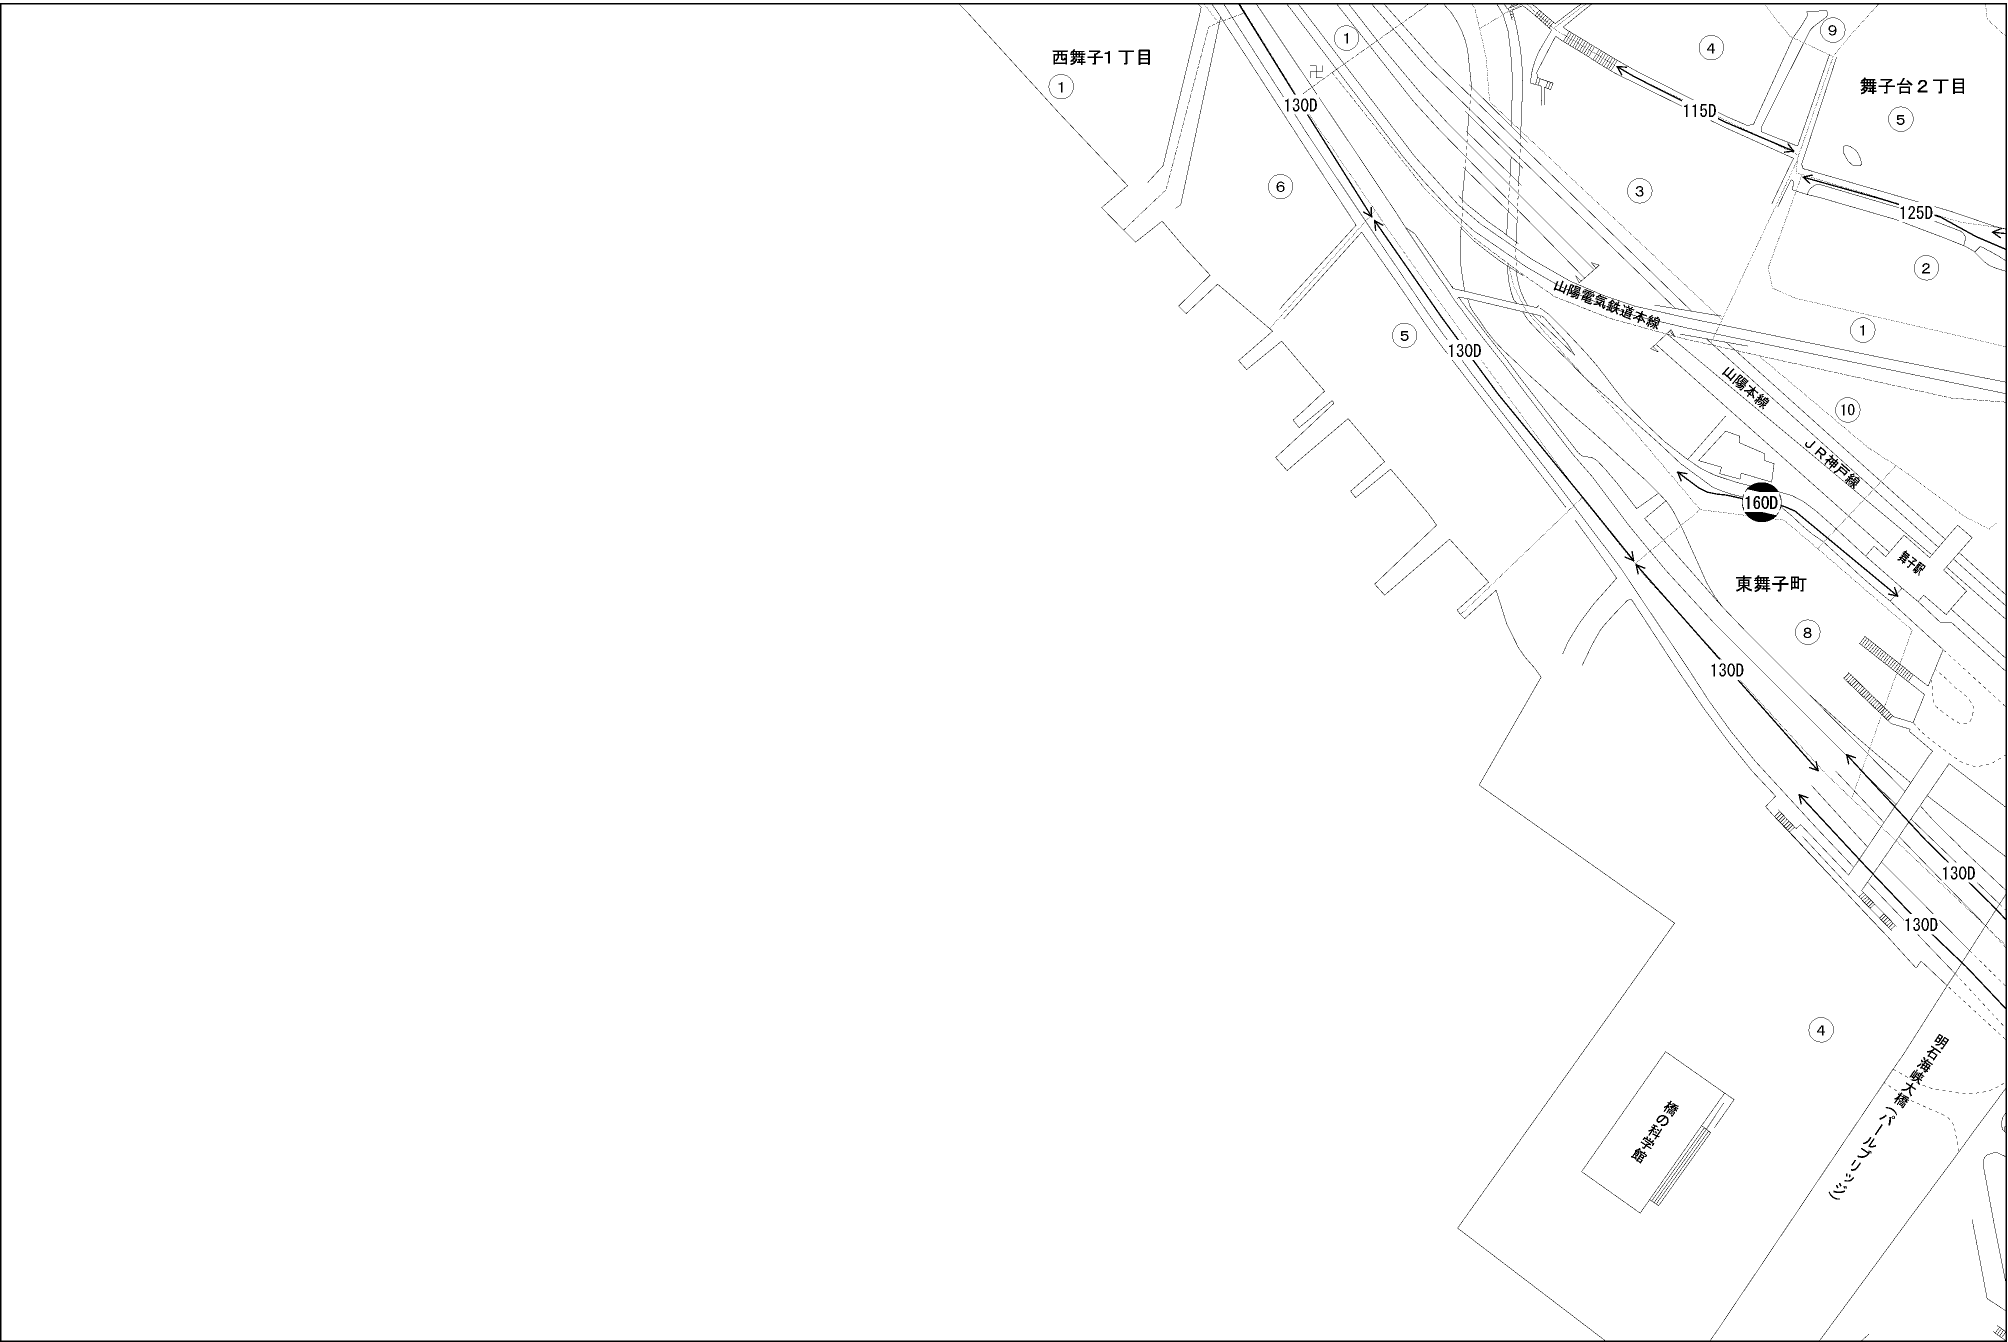 西舞子1丁目
①
①
④
⑨
舞子台2丁目
⑤
卍
130D
115D
⑥
③
125D
②
山陽電気鉄道本線
①
⑤
130D
山陽本線
⑩
JR神戸線
160D
舞子駅
東舞子町
⑧
130D
130D
130D
④
明石海峡大橋(パールブリッジ)
橋の科学館